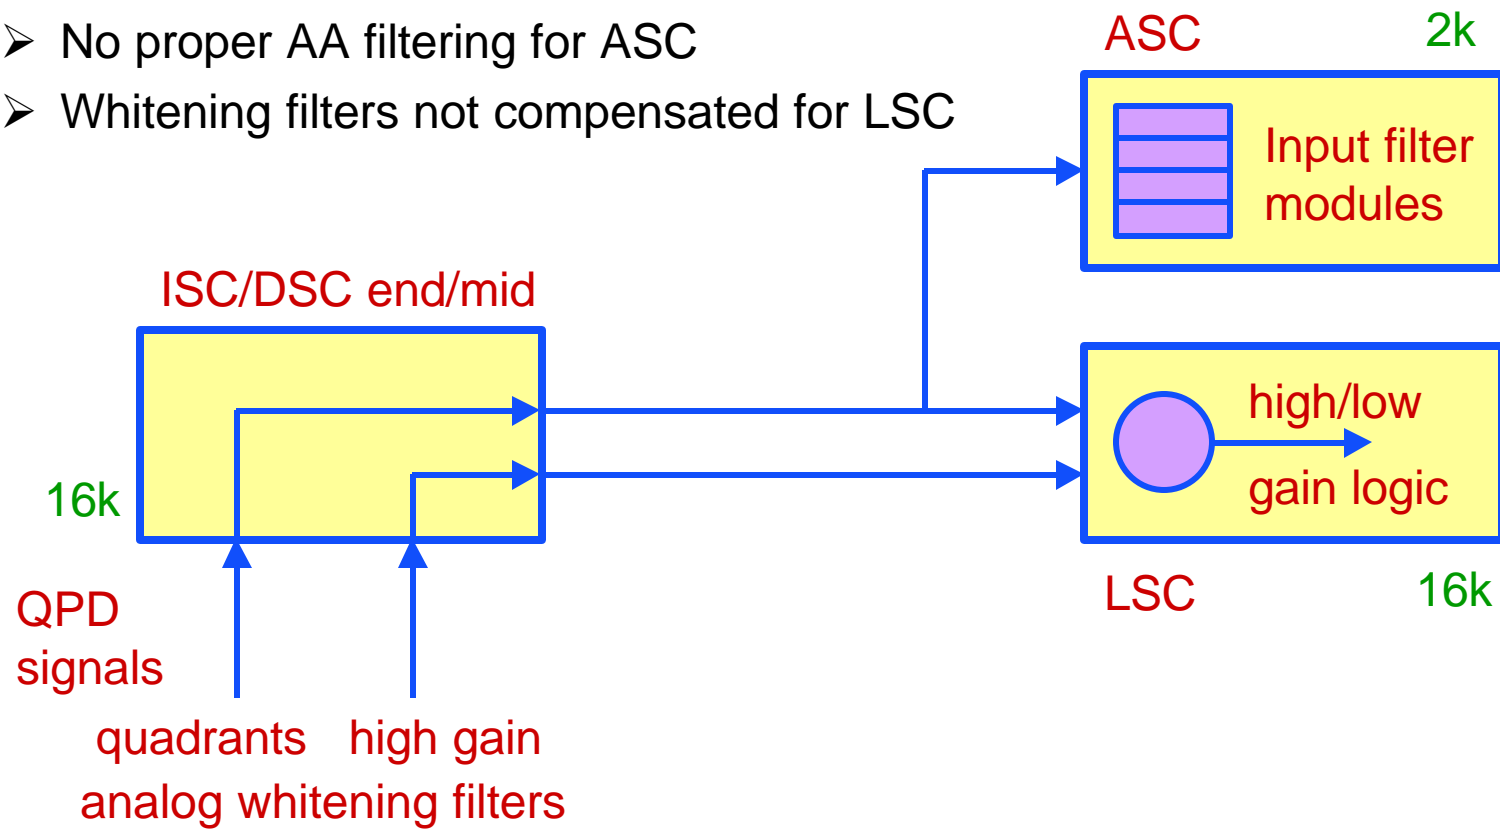 ➢ No proper AA filtering for ASC
➢ Whitening filters not compensated for LSC
ASC
2k
Input filter
modules
ISC/DSC end/mid
16k
high/low
gain logic
LSC
16k
QPD
signals
quadrants
high gain
analog whitening filters